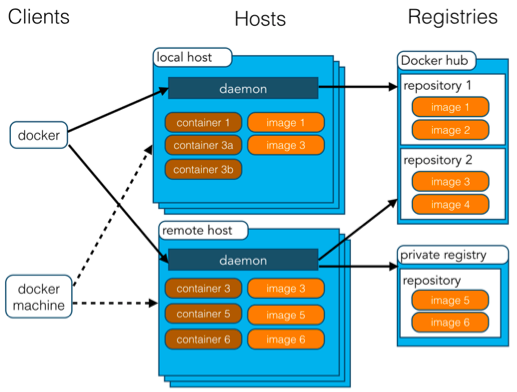 Clients
Hosts
Registries
local host
daemon
container 1
image 1
container 3a
image 3
container 3b
docker
docker
machine
remote host
daemon
container 3
image 3
container 5
image 5
container 6
image 6
Docker hub
repository 1
image 1
image 2
repository 2
image 3
image 4
private registry
repository
image 5
image 6